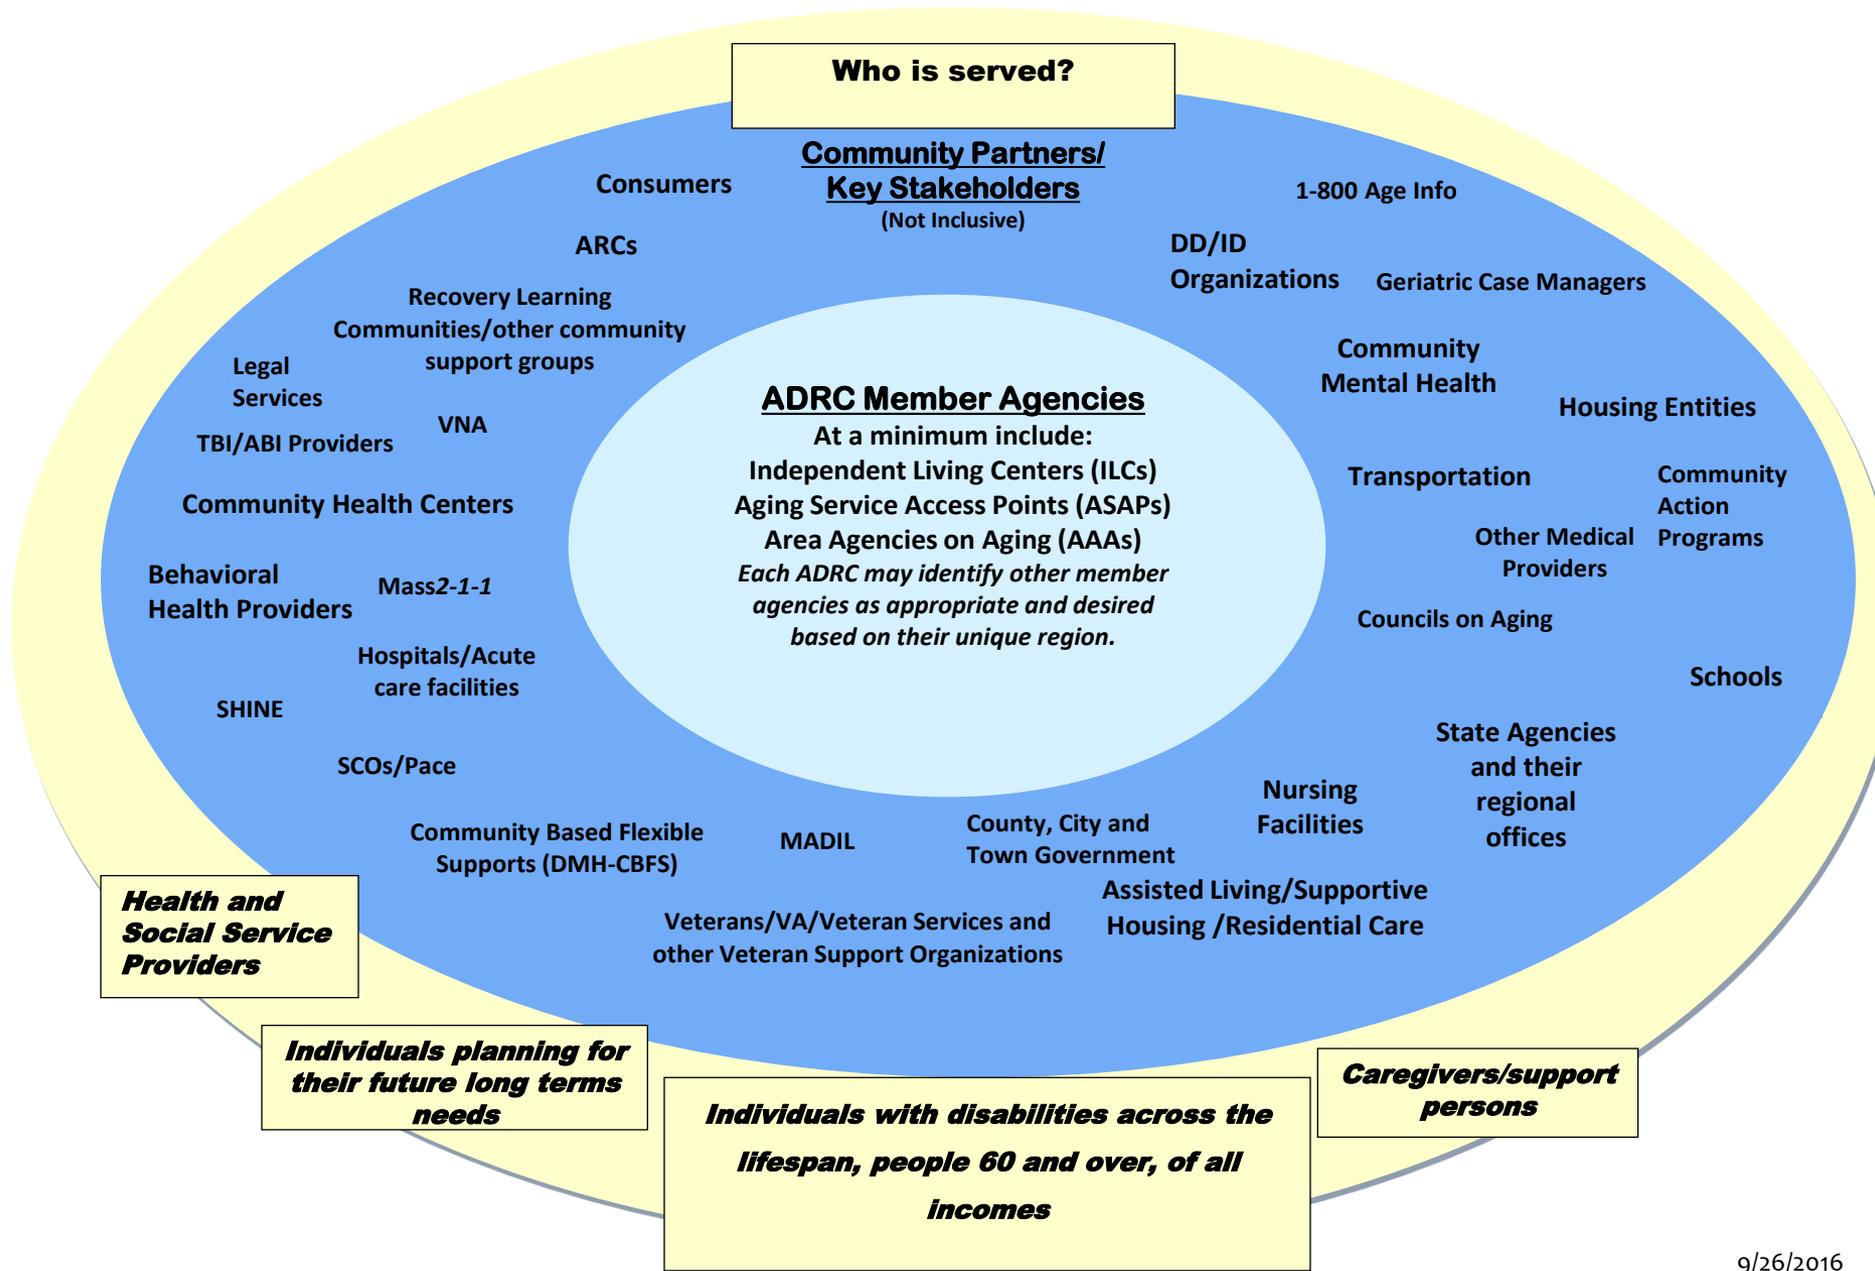 Who is served?
Community Partners/
Key Stakeholders
(Not Inclusive)
Consumers
ARCs
Recovery Learning
Communities/other community
support groups
Legal
Services
VNA
TBI/ABI Providers
Community Health Centers
Behavioral
Health Providers
Mass2-1-1
Hospitals/Acute
care facilities
SHINE
SCOs/Pace
Community Based Flexible
Supports (DMH-CBFS)
MADIL
Veterans/VA/Veteran Services and
other Veteran Support Organizations
County, City and
Town Government
Assisted Living/Supportive
Housing /Residential Care
Nursing
Facilities
State Agencies
and their
regional
offices
Schools
Councils on Aging
Other Medical
Providers
Community
Action
Programs
Transportation
Housing Entities
Community
Mental Health
Geriatric Case Managers
DD/ID
Organizations
1-800 Age Info
ADRC Member Agencies
At a minimum include:
Independent Living Centers (ILCs)
Aging Service Access Points (ASAPs)
Area Agencies on Aging (AAAs)
Each ADRC may identify other member
agencies as appropriate and desired
based on their unique region.
Health and
Social Service
Providers
Individuals planning for
their future long terms
needs
Individuals with disabilities across the
lifespan, people 60 and over, of all
incomes
Caregivers/support
persons
9/26/2016